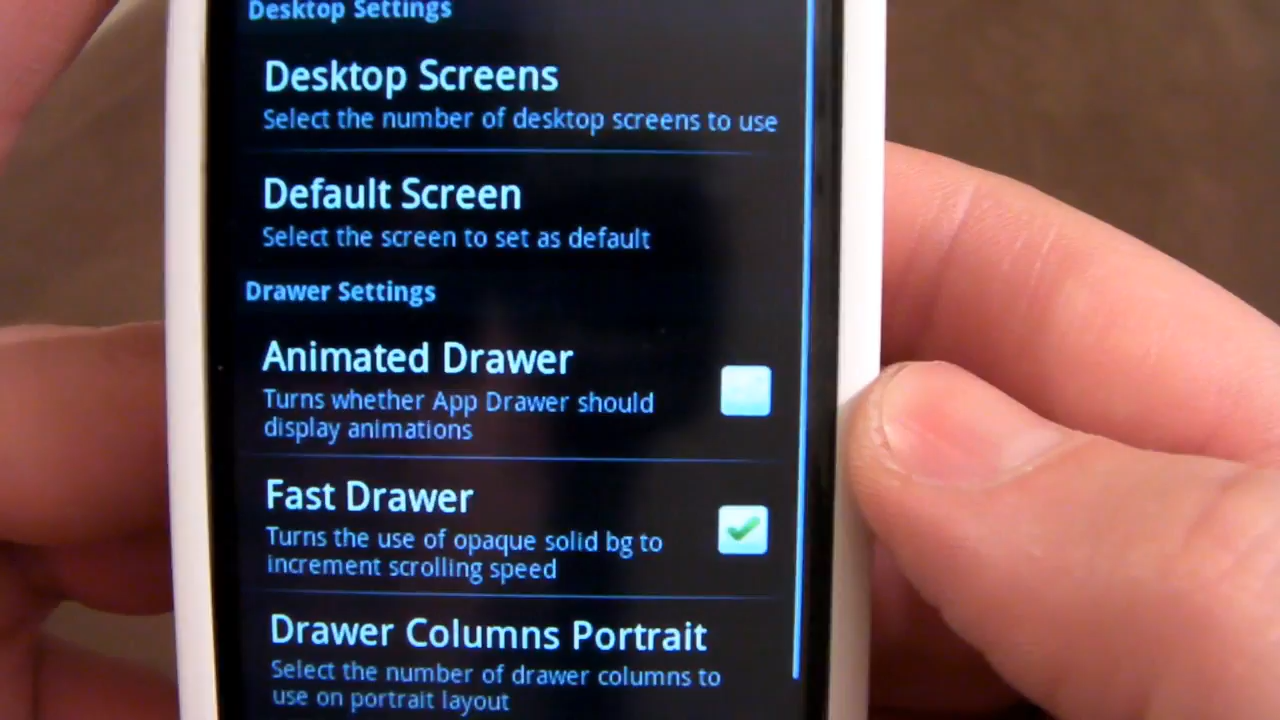 Desktop Settings
Desktop Screens
Select the number of desktop screens to use
Default Screen
Select the screen to set as default
Drawer Settings
Animated Drawer
Turns whether App Drawer should
display animations
Fast Drawer
Turns the use of opaque solid bg to
increment scrolling speed
Drawer Columns Portrait
Select the number of drawer columns to
use on portrait layout